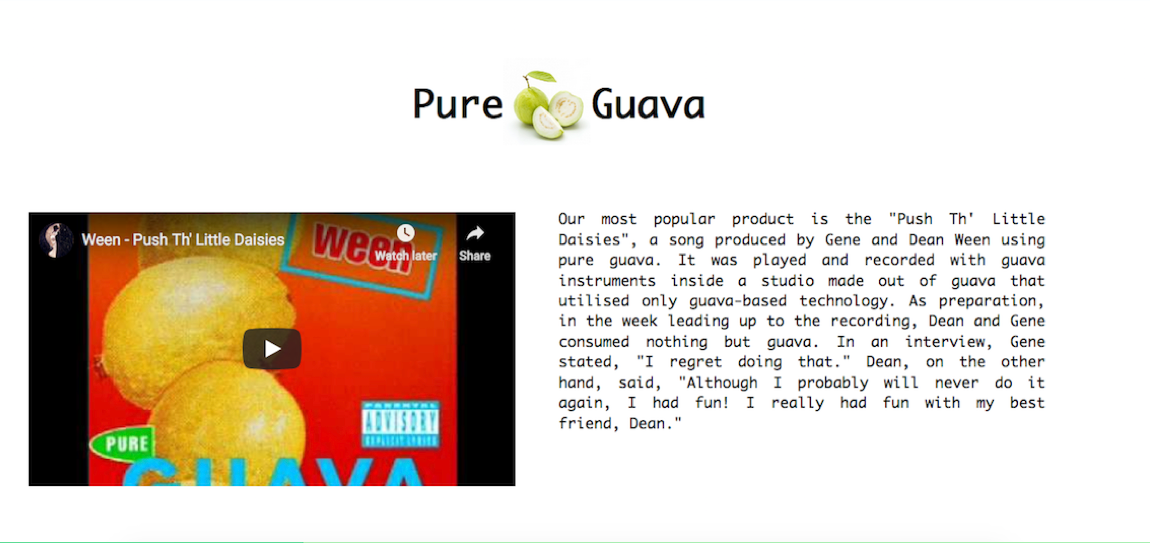 Pure Guava
Ween - Push Th' Little Daisies
Watch later
Share
ween
PARENTAL
ADVISORY
EXPLICIT LYRICS
PURE
GUAVA
Our most popular product is the "Push Th' Little
Daisies", a song produced by Gene and Dean Ween using
pure guava. It was played and recorded with guava
instruments inside a studio made out of guava that
utilised only guava-based technology. As preparation,
in the week leading up to the recording, Dean and Gene
consumed nothing but guava. In an interview, Gene
stated, "I regret doing that." Dean, on the other
hand, said, "Although I probably will never do it
again, I had fun! I really had fun with my best
friend, Dean."